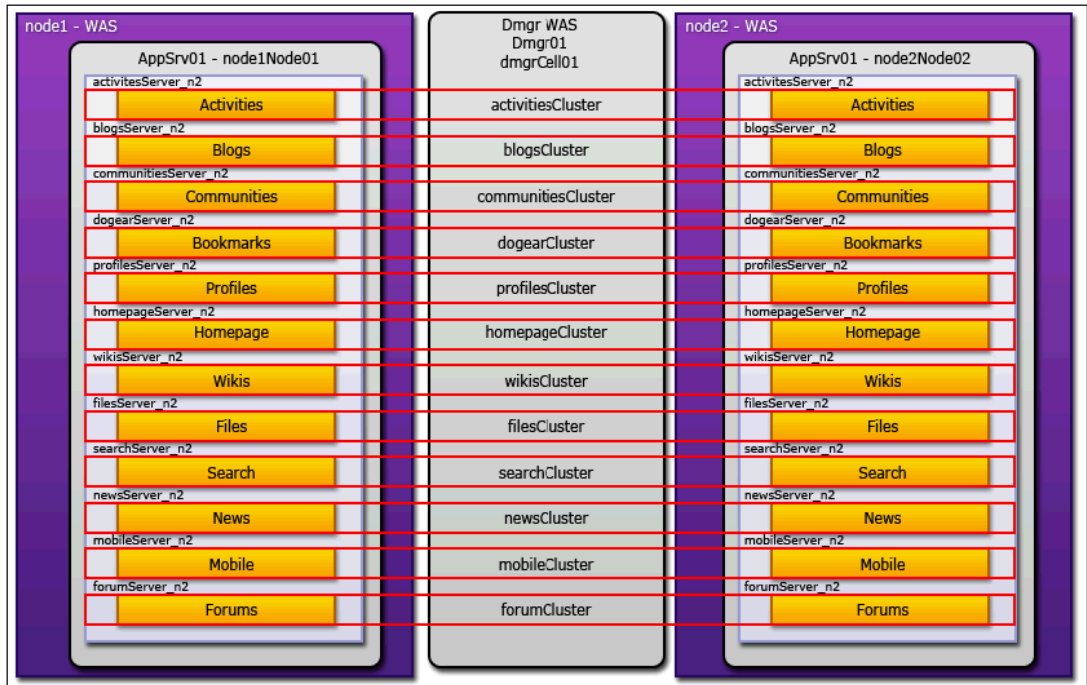 node1 - WAS
AppSrv01 - node1Node01
activitesServer_n2
Activities
blogsServer_n2
Blogs
communitiesServer_n2
Communities
dogearServer_n2
Bookmarks
profilesServer_n2
Profiles
homepageServer_n2
Homepage
wikisServer_n2
Wikis
filesServer_n2
Files
searchServer_n2
Search
newsServer_n2
News
mobileServer_n2
Mobile
forumServer_n2
Forums
Dmgr WAS
Dmgr01
dmgrCell01
activitiesCluster
blogsCluster
communitiesCluster
dogearCluster
profilesCluster
homepageCluster
wikisCluster
filesCluster
searchCluster
newsCluster
mobileCluster
forumCluster
node2 - WAS
AppSrv01 - node2Node02
activitesServer_n2
Activities
blogsServer_n2
Blogs
communitiesServer_n2
Communities
dogearServer_n2
Bookmarks
profilesServer_n2
Profiles
homepageServer_n2
Homepage
wikisServer_n2
Wikis
filesServer_n2
Files
searchServer_n2
Search
newsServer_n2
News
mobileServer_n2
Mobile
forumServer_n2
Forums